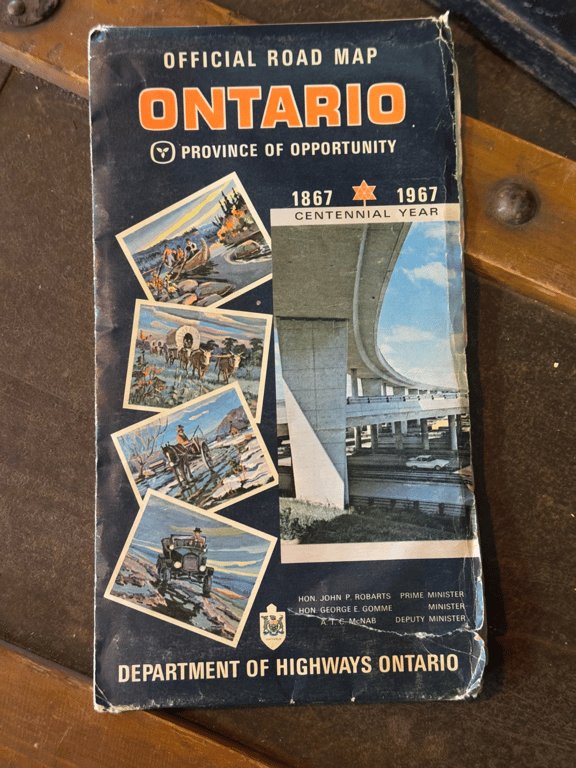 OFFICIAL ROAD MAP
ONTARIO
PROVINCE OF OPPORTUNITY
1867 1967
CENTENNIAL YEAR
HON. JOHN P. ROBARTS PRIME MINISTER
HON. GEORGE E. GOMME MINISTER
A.T.C. McNAB DEPUTY MINISTER
DEPARTMENT OF HIGHWAYS ONTARIO